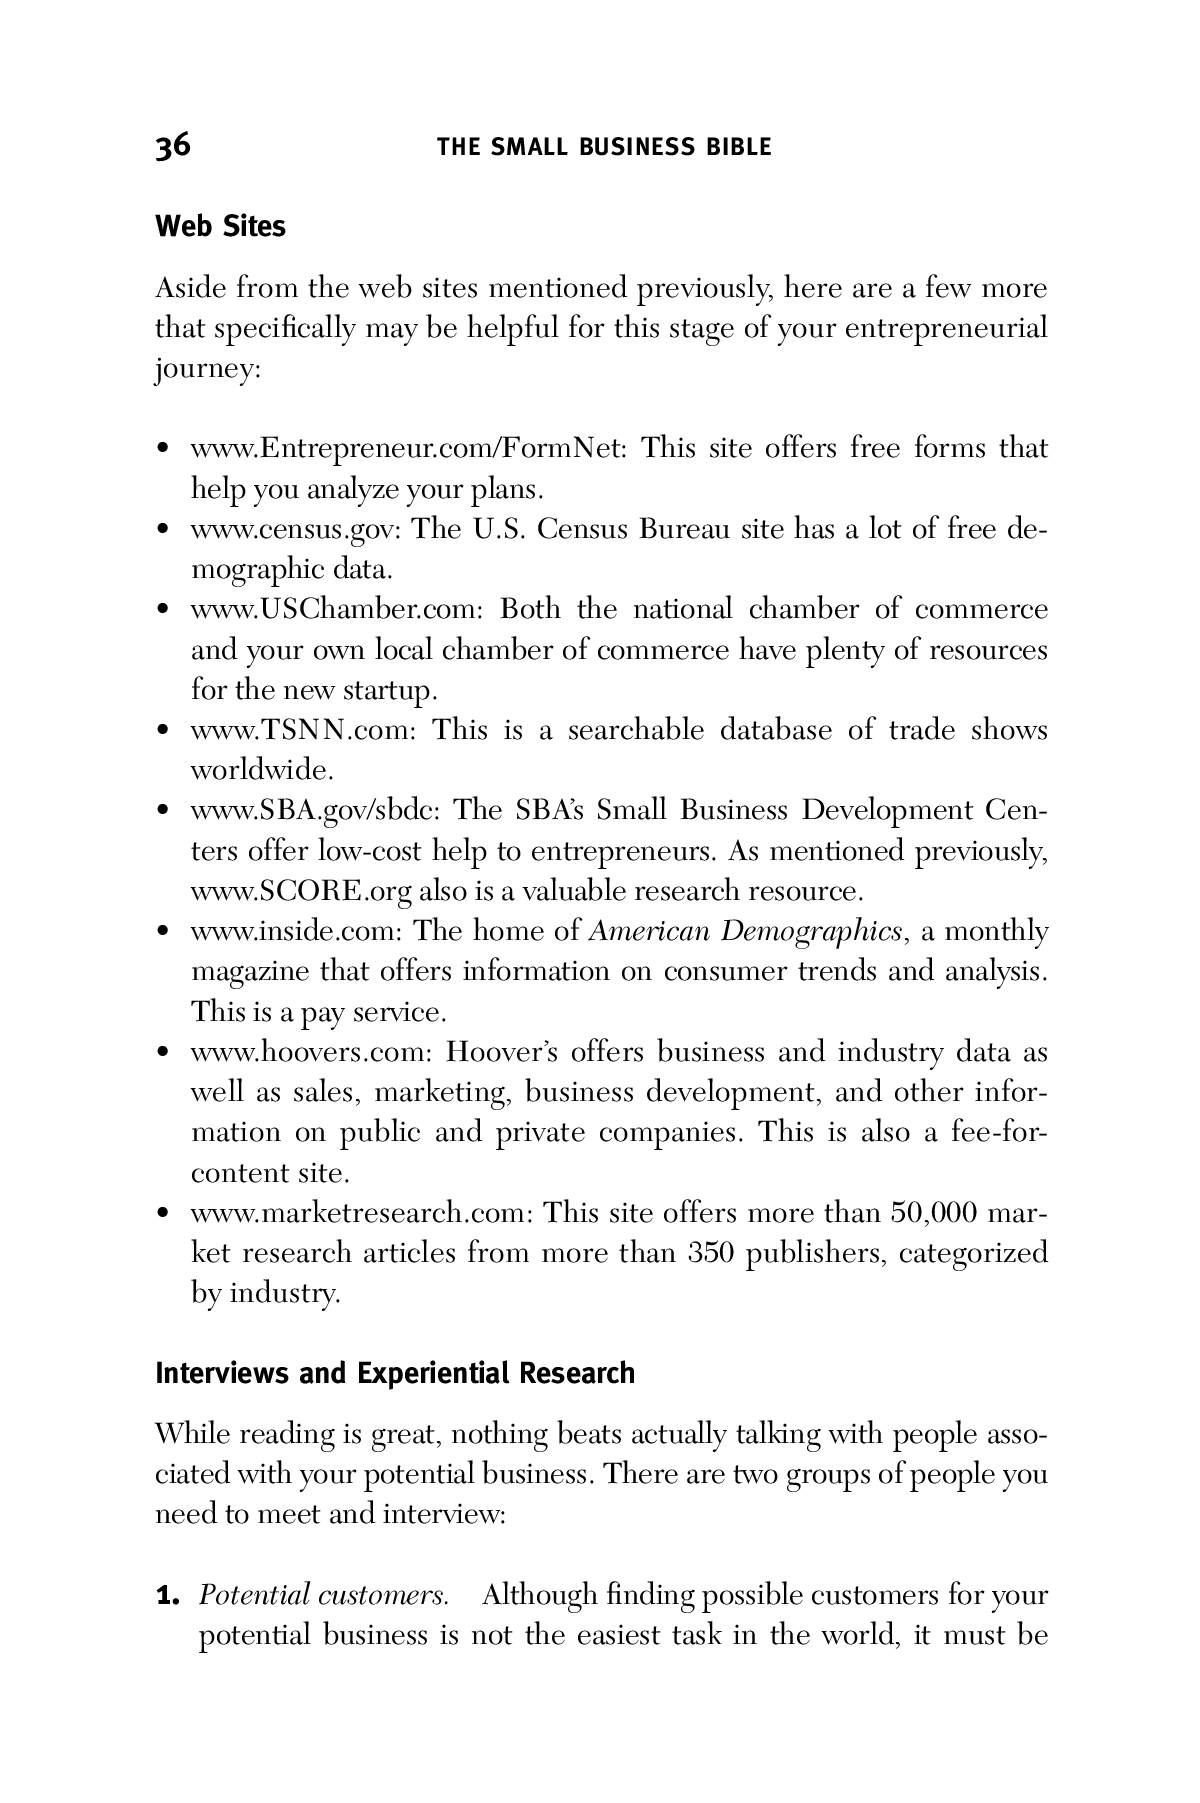 36 THE SMALL BUSINESS BIBLE
Web Sites
Aside from the web sites mentioned previously, here are a few more
that specifically may be helpful for this stage of your entrepreneurial
journey:
• www.Entrepreneur.com/FormNet: This site offers free forms that
help you analyze your plans.
• www.census.gov: The U.S. Census Bureau site has a lot of free de-
mographic data.
• www.USChamber.com: Both the national chamber of commerce
and your own local chamber of commerce have plenty of resources
for the new startup.
• www.TSNN.com: This is a searchable database of trade shows
worldwide.
• www.SBA.gov/sbdc: The SBA’s Small Business Development Cen-
ters offer low-cost help to entrepreneurs. As mentioned previously,
www.SCORE.org also is a valuable research resource.
• www.inside.com: The home of American Demographics, a monthly
magazine that offers information on consumer trends and analysis.
This is a pay service.
• www.hoovers.com: Hoover’s offers business and industry data as
well as sales, marketing, business development, and other infor-
mation on public and private companies. This is also a fee-for-
content site.
• www.marketresearch.com: This site offers more than 50,000 mar-
ket research articles from more than 350 publishers, categorized
by industry.
Interviews and Experiential Research
While reading is great, nothing beats actually talking with people asso-
ciated with your potential business. There are two groups of people you
need to meet and interview:
1. Potential customers. Although finding possible customers for your
potential business is not the easiest task in the world, it must be